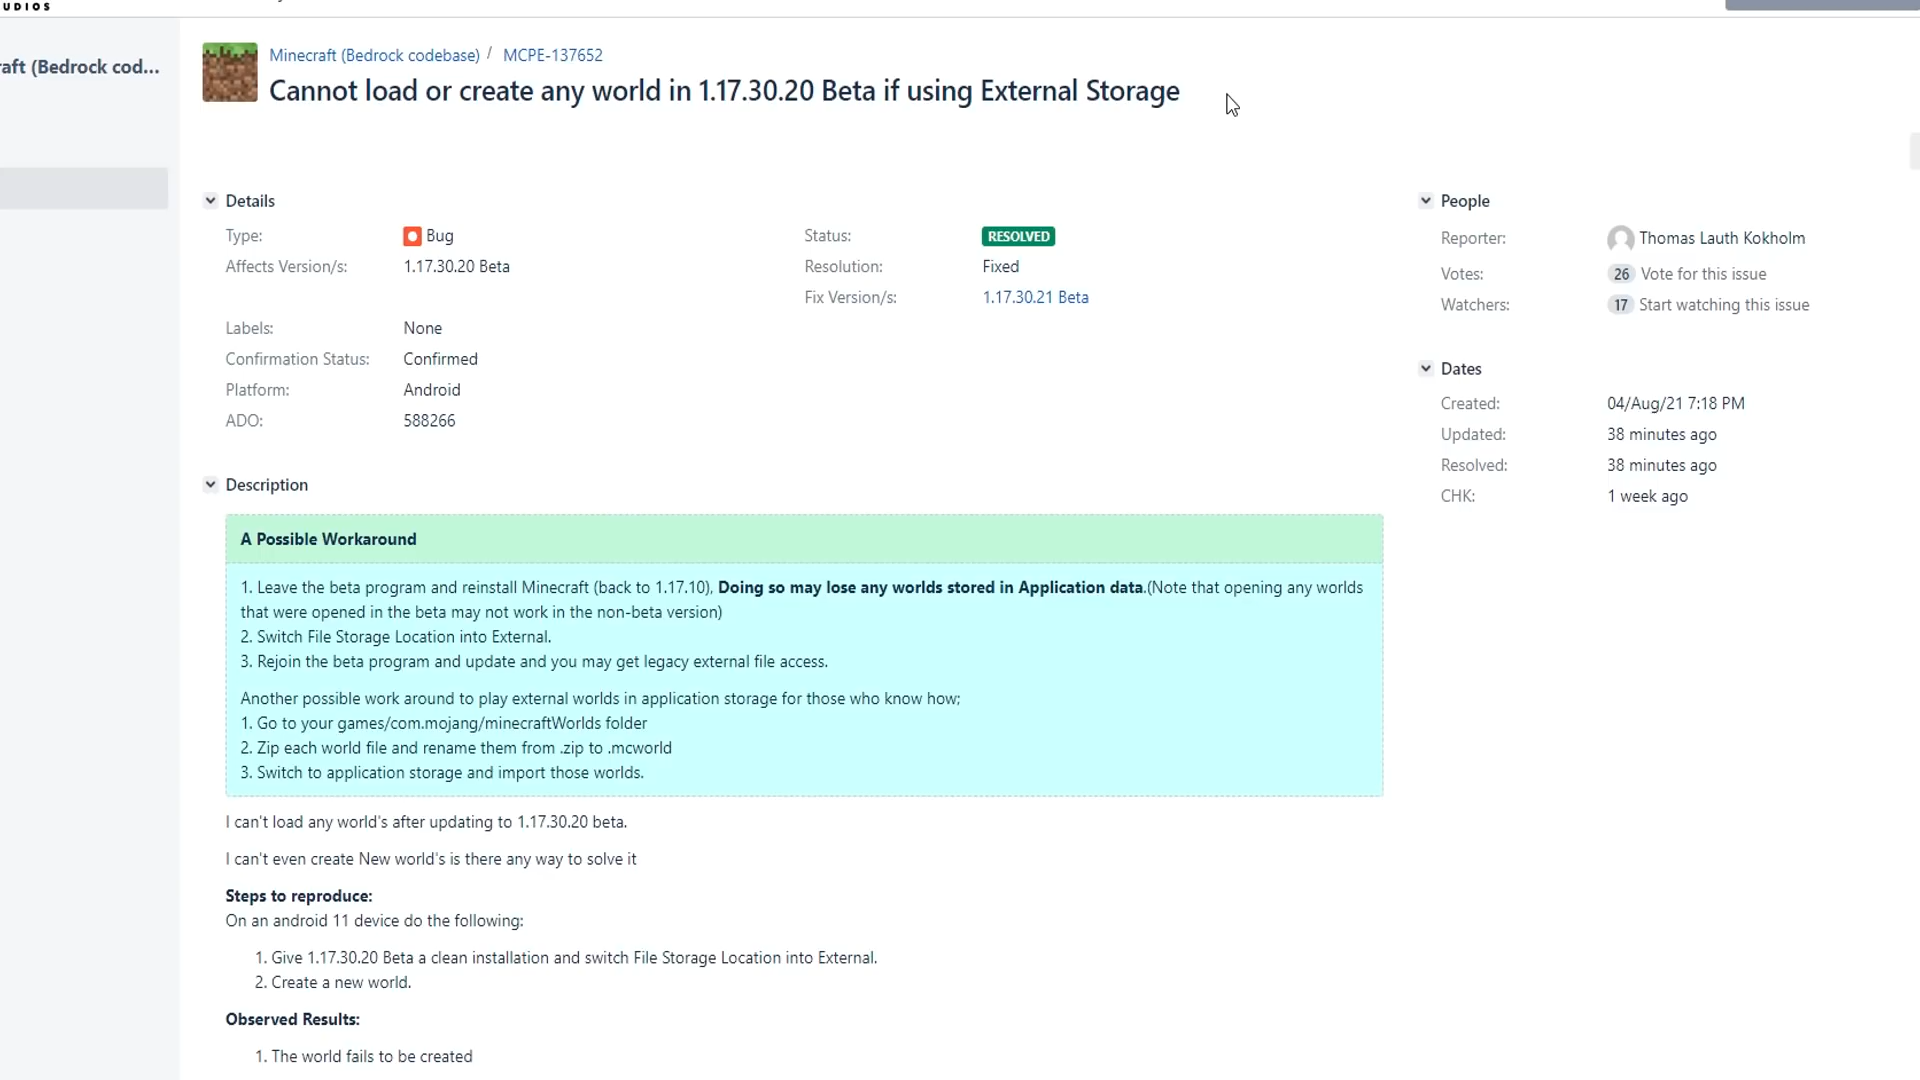 UDIOS
raft (Bedrock cod...
Minecraft (Bedrock codebase) / MCPE-137652
Cannot load or create any world in 1.17.30.20 Beta if using External Storage
Details
Type: Bug
Status: RESOLVED
Affects Version/s: 1.17.30.20 Beta
Resolution: Fixed
Fix Version/s: 1.17.30.21 Beta
Labels: None
Confirmation Status: Confirmed
Platform: Android
ADO: 588266
People
Reporter: Thomas Lauth Kokholm
Votes: 26 Vote for this issue
Watchers: 17 Start watching this issue
Dates
Created: 04/Aug/21 7:18 PM
Updated: 38 minutes ago
Resolved: 38 minutes ago
CHK: 1 week ago
Description
A Possible Workaround
1. Leave the beta program and reinstall Minecraft (back to 1.17.10), Doing so may lose any worlds stored in Application data.(Note that opening any worlds
that were opened in the beta may not work in the non-beta version)
2. Switch File Storage Location into External.
3. Rejoin the beta program and update and you may get legacy external file access.
Another possible work around to play external worlds in application storage for those who know how;
1. Go to your games/com.mojang/minecraftWorlds folder
2. Zip each world file and rename them from .zip to .mcworld
3. Switch to application storage and import those worlds.
I can't load any world's after updating to 1.17.30.20 beta.
I can't even create New world's is there any way to solve it
Steps to reproduce:
On an android 11 device do the following:
1. Give 1.17.30.20 Beta a clean installation and switch File Storage Location into External.
2. Create a new world.
Observed Results:
1. The world fails to be created